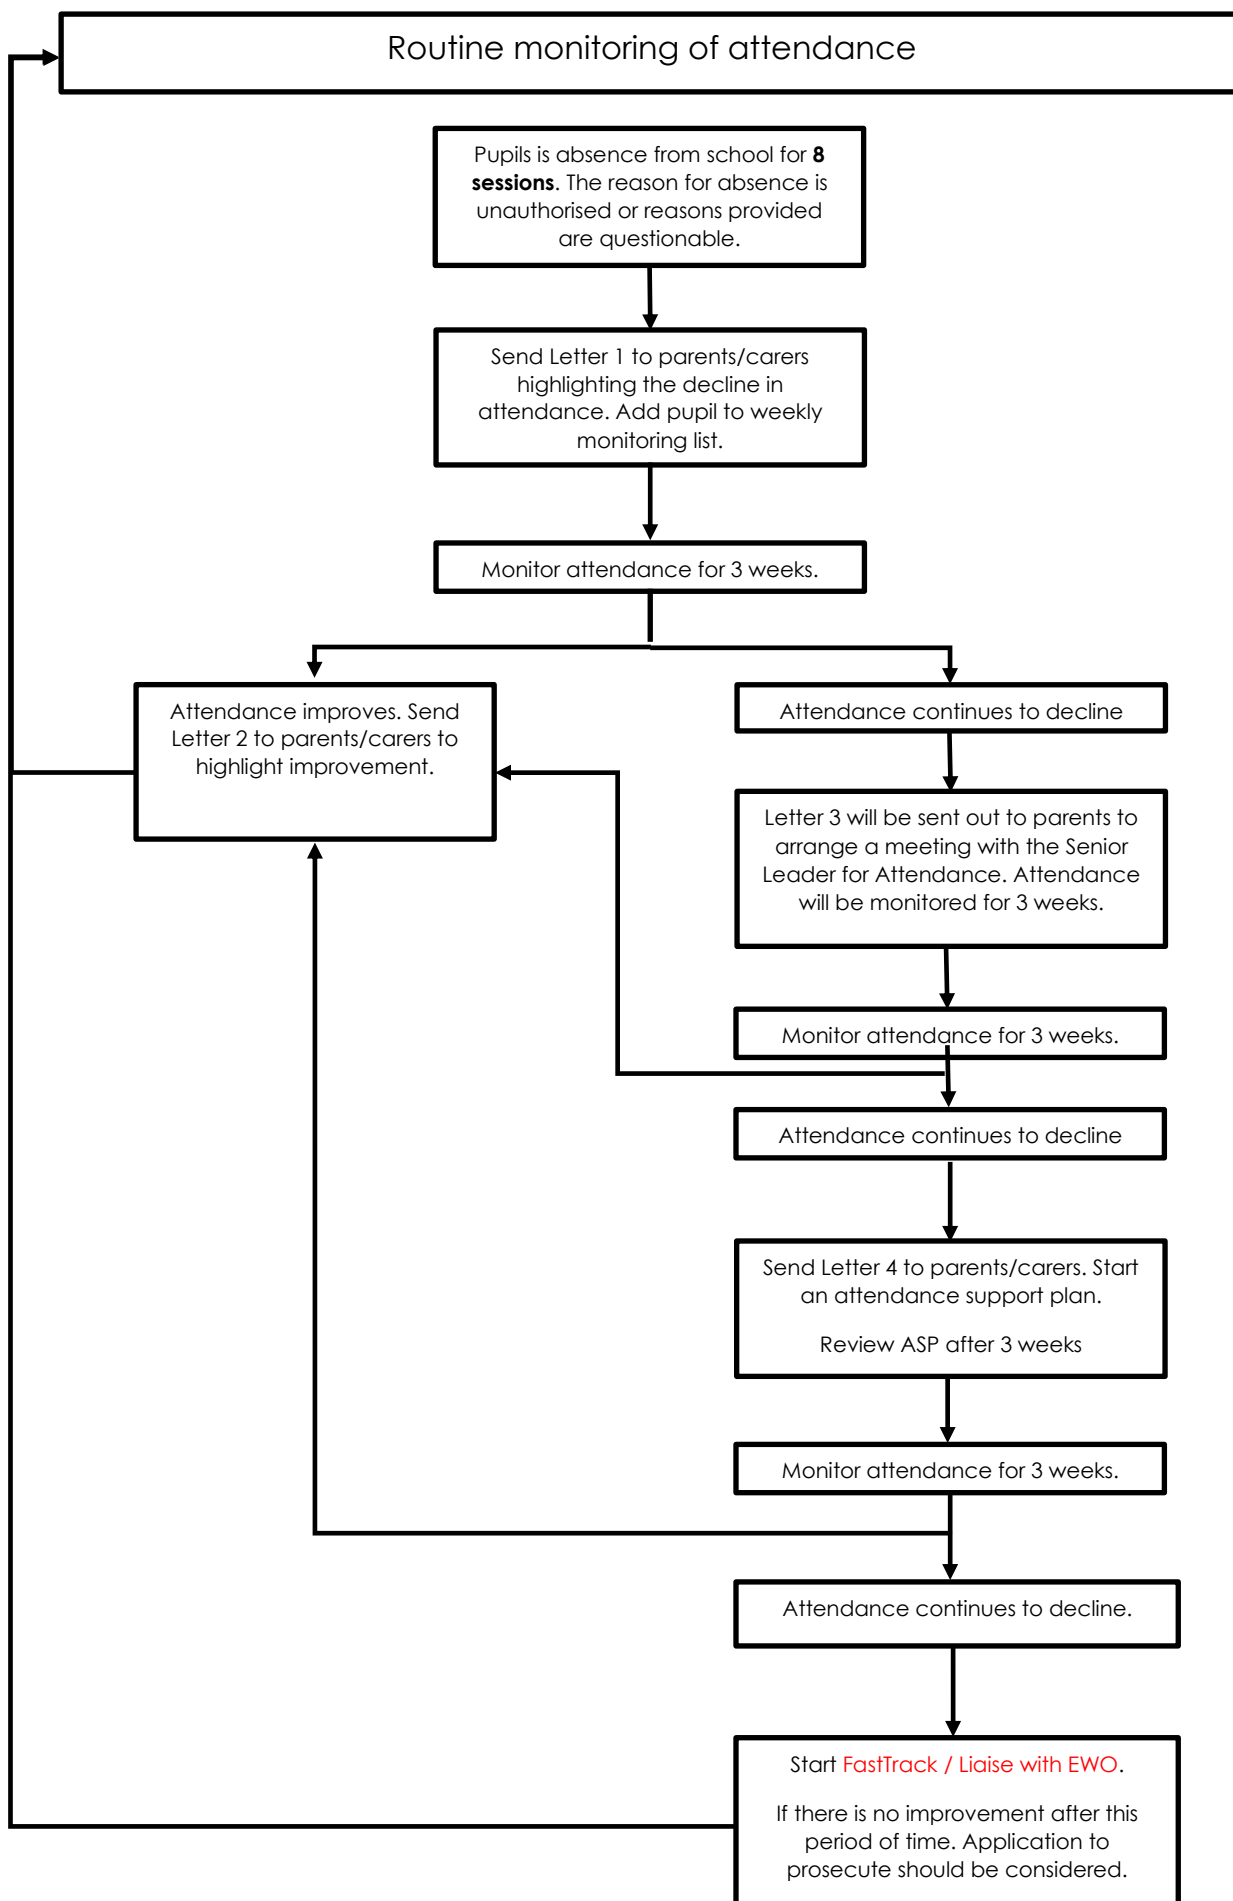 Routine monitoring of attendance
Pupils is absence from school for 8
sessions. The reason for absence is
unauthorised or reasons provided
are questionable.
Send Letter 1 to parents/carers
highlighting the decline in
attendance. Add pupil to weekly
monitoring list.
Monitor attendance for 3 weeks.
Attendance improves. Send
Letter 2 to parents/carers to
highlight improvement.
Attendance continues to decline
Letter 3 will be sent out to parents to
arrange a meeting with the Senior
Leader for Attendance. Attendance
will be monitored for 3 weeks.
Monitor attendance for 3 weeks.
Attendance continues to decline
Send Letter 4 to parents/carers. Start
an attendance support plan.
Review ASP after 3 weeks
Monitor attendance for 3 weeks.
Attendance continues to decline.
Start FastTrack / Liaise with EWO.
If there is no improvement after this
period of time. Application to
prosecute should be considered.